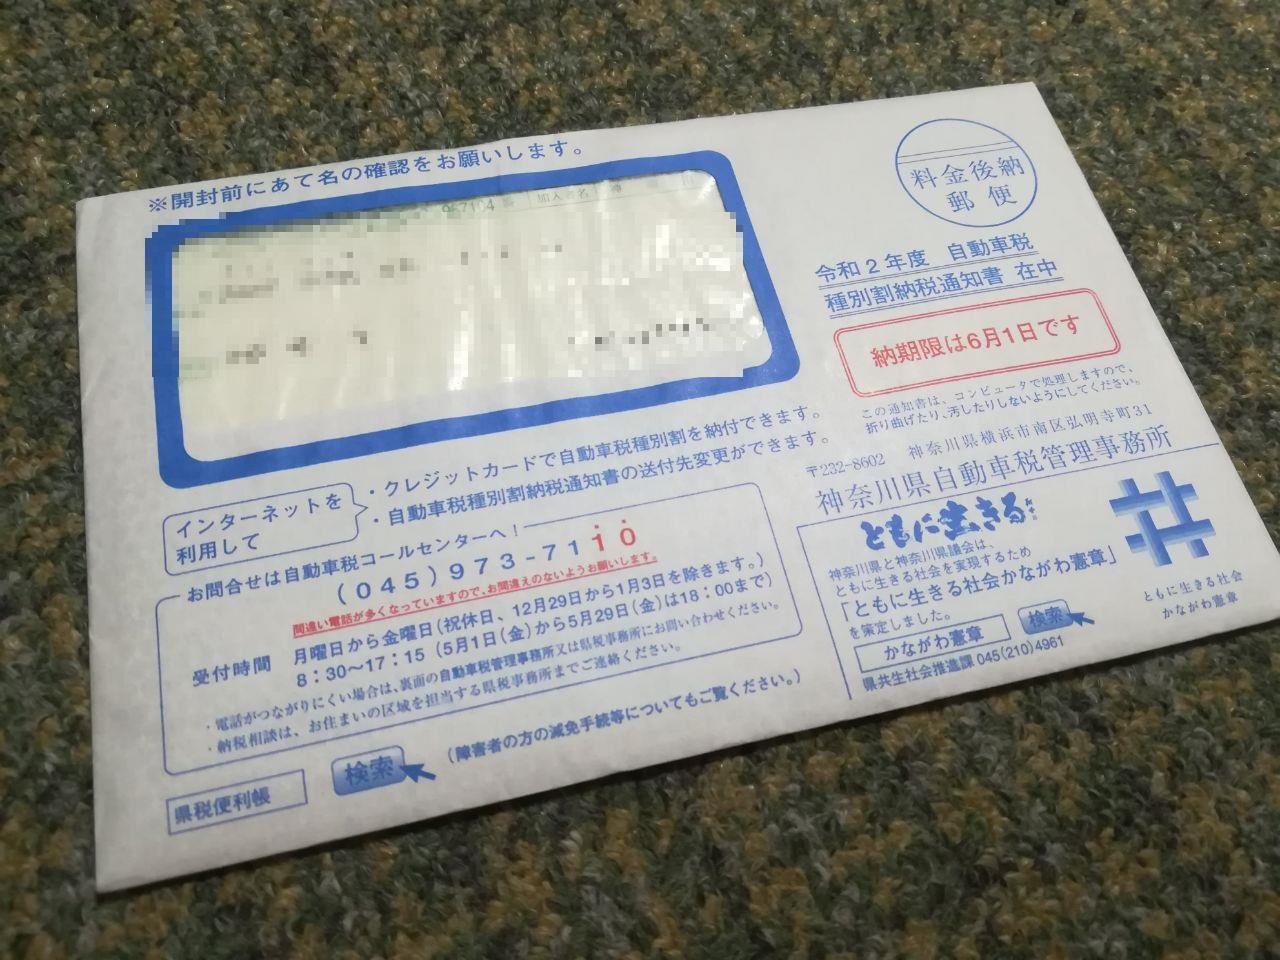 ※開封前にあて名の確認をお願いします。
加入者名
料金後納
郵便
令和2年度 自動車税
種別割納税通知書 在中
納期限は6月1日です
この通知書は、コンピュータで処理しますので、
折り曲げたり、汚したりしないようにしてください。
〒232-8602 神奈川県横浜市南区弘明寺町31
神奈川県自動車税管理事務所
インターネットを
利用して
・クレジットカードで自動車税種別割を納付できます。
・自動車税種別割納税通知書の送付先変更ができます。
お問合せは自動車税コールセンターへ!
(045)973-7110
間違い電話が多くなっていますので、お間違えのないようお願いします。
受付時間
月曜日から金曜日(祝休日、12月29日から1月3日を除きます。)
8:30~17:15(5月1日(金)から5月29日(金)は18:00まで)
・電話がつながりにくい場合は、裏面の自動車税管理事務所又は県税事務所にお問い合わせください。
・納税相談は、お住まいの区域を担当する県税事務所までご連絡ください。
県税便利帳
検索
(障害者の方の減免手続等についてもご覧ください。)
ともに生きる
神奈川県と神奈川県議会は、
ともに生きる社会を実現するため
「ともに生きる社会かながわ憲章」
を策定しました。
かながわ憲章
検索
県共生社会推進課 045(210)4961
ともに生きる社会
かながわ憲章